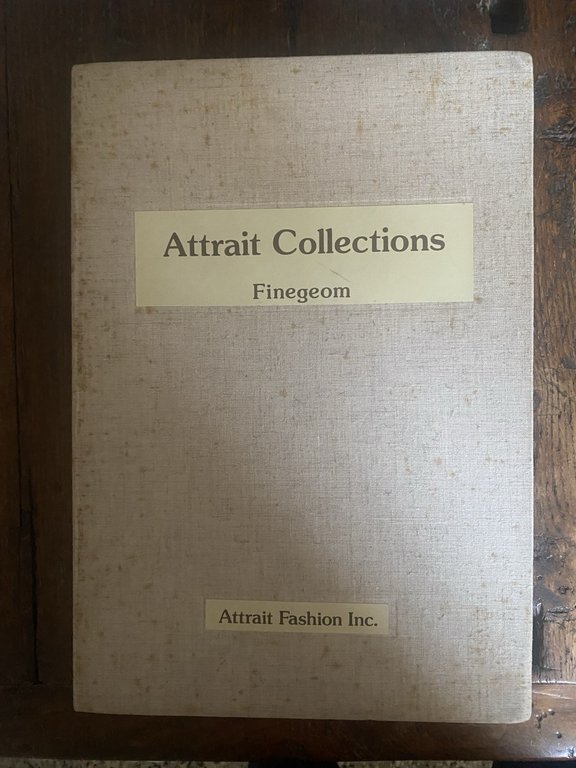 Attrait Collections
Finegeom
Attrait Fashion Inc.